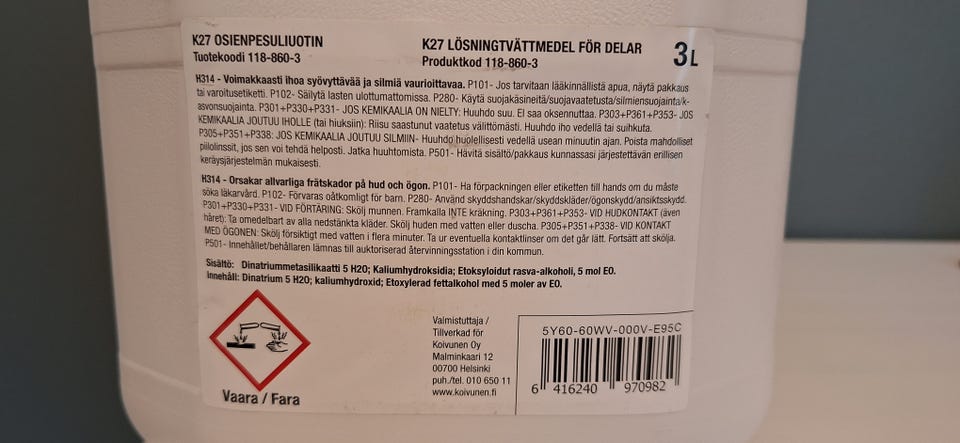 K27 OSIENPESULIUOTIN
Tuotekoodi 118-860-3
K27 LÖSNINGTVÄTTMEDEL FÖR DELAR
Produktkod 118-860-3
3L
H314 - Voimakkaasti ihoa syövyttävää ja silmiä vaurioittavaa. P101- Jos tarvitaan lääkinnällistä apua, näytä pakkaus
tai varoitusetiketti. P102- Säilytä lasten ulottumattomissa. P280- Käytä suojakäsineitä/suojavaatetusta/silmiensuojainta/k-
asvonsuojainta. P301+P330+P331- JOS KEMIKAALIA ON NIELTY: Huuhdo suu. EI saa oksennuttaa. P303+P361+P353- JOS
KEMIKAALIA JOUTUU IHOLLE (tai hiuksiin): Riisu saastunut vaatetus välittömästi. Huuhdo iho vedellä tai suihkuta.
P305+P351+P338: JOS KEMIKAALIA JOUTUU SILMIIN- Huuhdo huolellisesti vedellä usean minuutin ajan. Poista mahdolliset
piilolinssit, jos sen voi tehdä helposti. Jatka huuhtomista. P501- Hävitä sisältö/pakkaus kunnassasi järjestettävän erillisen
keräysjärjestelmän mukaisesti.
H314 - Orsakar allvarliga frätskador på hud och ögon. P101- Ha förpackningen eller etiketten till hands om du måste
söka läkarvård. P102- Förvaras oåtkomligt för barn. P280- Använd skyddshandskar/skyddskläder/ögonskydd/ansiktsskydd.
P301+P330+P331- VID FÖRTÄRING: Skölj munnen. Framkalla INTE kräkning. P303+P361+P353- VID HUDKONTAKT (även
håret): Ta omedelbart av alla nedstänkta kläder. Skölj huden med vatten eller duscha. P305+P351+P338- VID KONTAKT
MED ÖGONEN: Skölj försiktigt med vatten i flera minuter. Ta ur eventuella kontaktlinser om det går lätt. Fortsätt att skölja.
P501- Innehållet/behållaren lämnas till auktoriserad återvinningsstation i din kommun.
Sisältö: Dinatriummetasilikaatti 5 H2O; Kaliumhydroksidia; Etoksyloidut rasva-alkoholi, 5 mol EO.
Innehåll: Dinatrium 5 H2O; kaliumhydroxid; Etoxylerad fettalkohol med 5 moler av EO.
Vaara / Fara
Valmistuttaja /
Tillverkad för
Koivunen Oy
Malminkaari 12
00700 Helsinki
puh./tel. 010 650 11
www.koivunen.fi
5Y60-60WV-000V-E95C
6 416240 970982